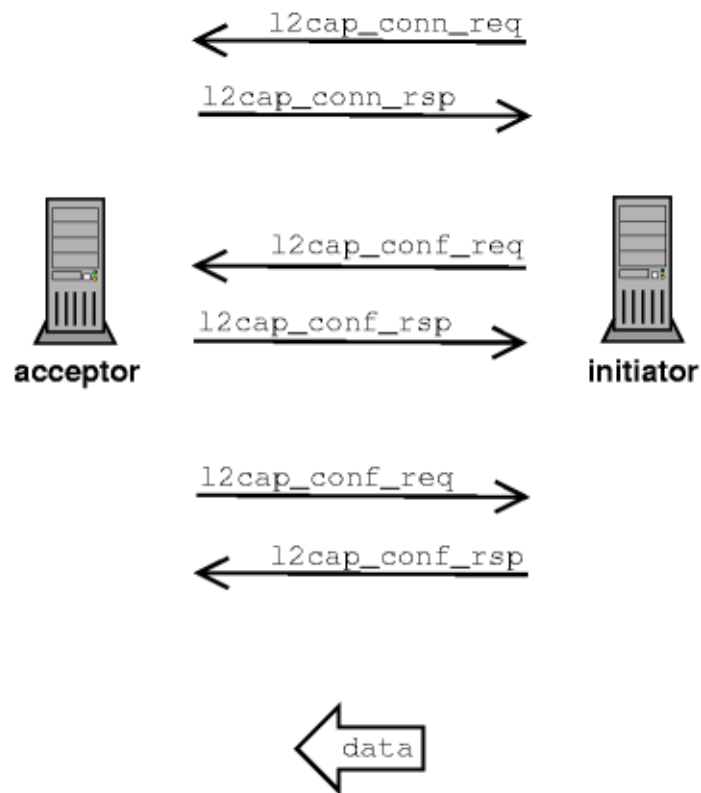 l2cap_conn_req
l2cap_conn_rsp
l2cap_conf_req
l2cap_conf_rsp
acceptor
initiator
l2cap_conf_req
l2cap_conf_rsp
data